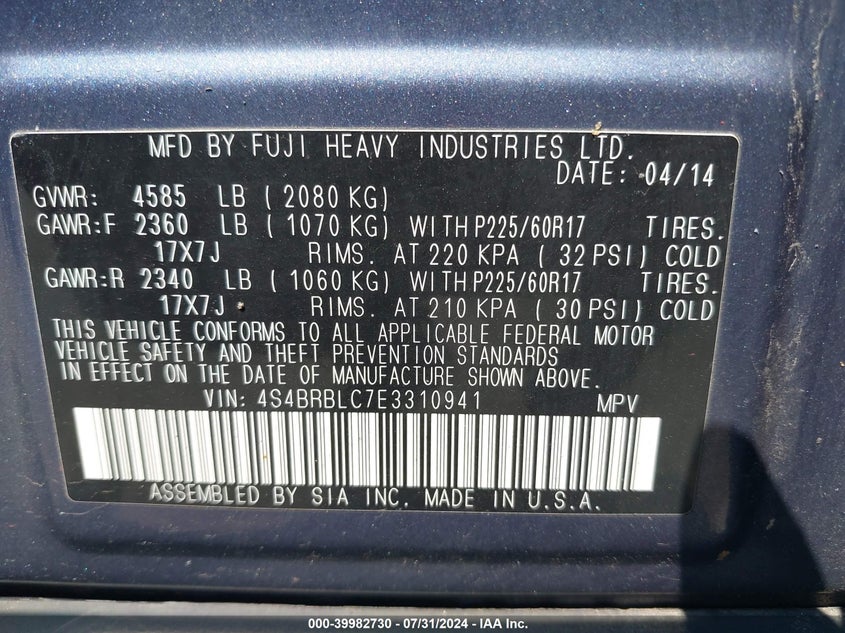 MFD BY FUJI HEAVY INDUSTRIES LTD.
DATE: 04/14
GVWR: 4585 LB ( 2080 KG)
GAWR:F 2360 LB ( 1070 KG) WITH P225/60R17 TIRES.
17X7J RIMS. AT 220 KPA ( 32 PSI) COLD
GAWR:R 2340 LB ( 1060 KG) WITH P225/60R17 TIRES.
17X7J RIMS. AT 210 KPA ( 30 PSI) COLD
THIS VEHICLE CONFORMS TO ALL APPLICABLE FEDERAL MOTOR
VEHICLE SAFETY AND THEFT PREVENTION STANDARDS
IN EFFECT ON THE DATE OF MANUFACTURE SHOWN ABOVE.
VIN: 4S4BRBLC7E3310941 MPV
ASSEMBLED BY SIA INC. MADE IN U.S.A.
000-39982730 - 07/31/2024 - IAA Inc.